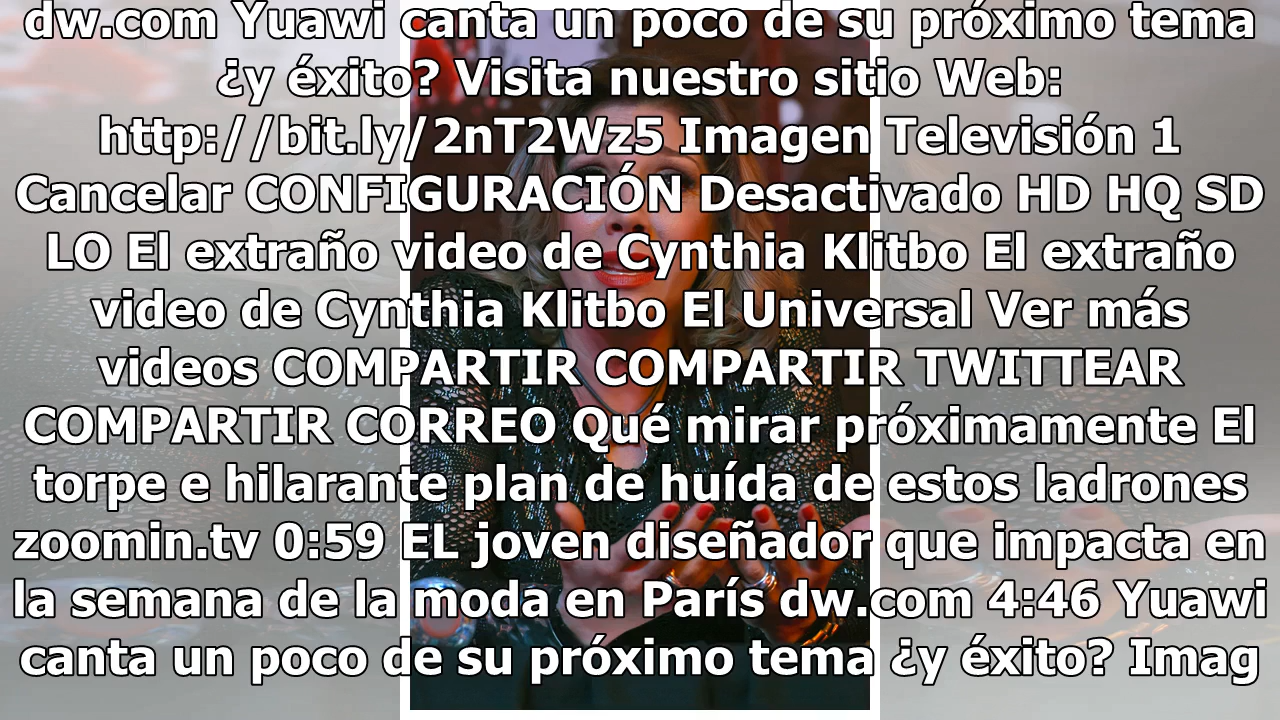 dw.com Yuawi canta un poco de su próximo tema
¿y éxito? Visita nuestro sitio Web:
http://bit.ly/2nT2Wz5 Imagen Televisión 1
Cancelar CONFIGURACIÓN Desactivado HD HQ SD
LO El extraño video de Cynthia Klitbo El extraño
video de Cynthia Klitbo El Universal Ver más
videos COMPARTIR COMPARTIR TWITTEAR
COMPARTIR CORREO Qué mirar próximamente El
torpe e hilarante plan de huída de estos ladrones
zoomin.tv 0:59 EL joven diseñador que impacta en
la semana de la moda en París dw.com 4:46 Yuawi
canta un poco de su próximo tema ¿y éxito? Imag